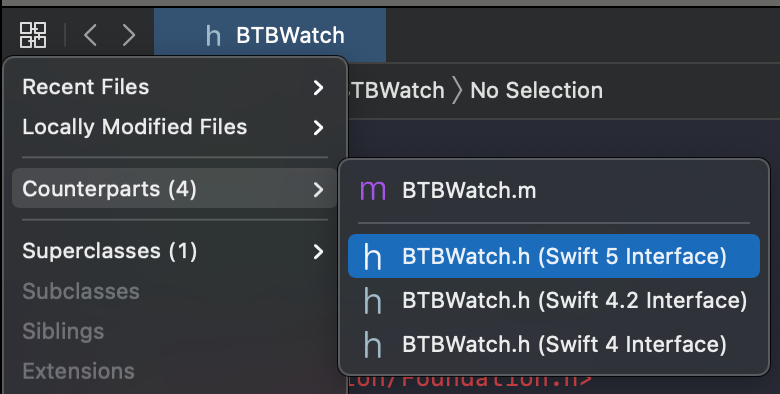 h BTBWatch
Recent Files
TBWatch 〉 No Selection
Locally Modified Files
Counterparts (4)
m BTBWatch.m
Superclasses (1)
h BTBWatch.h (Swift 5 Interface)
Subclasses
h BTBWatch.h (Swift 4.2 Interface)
Siblings
h BTBWatch.h (Swift 4 Interface)
Extensions
ion/Foundation.h>